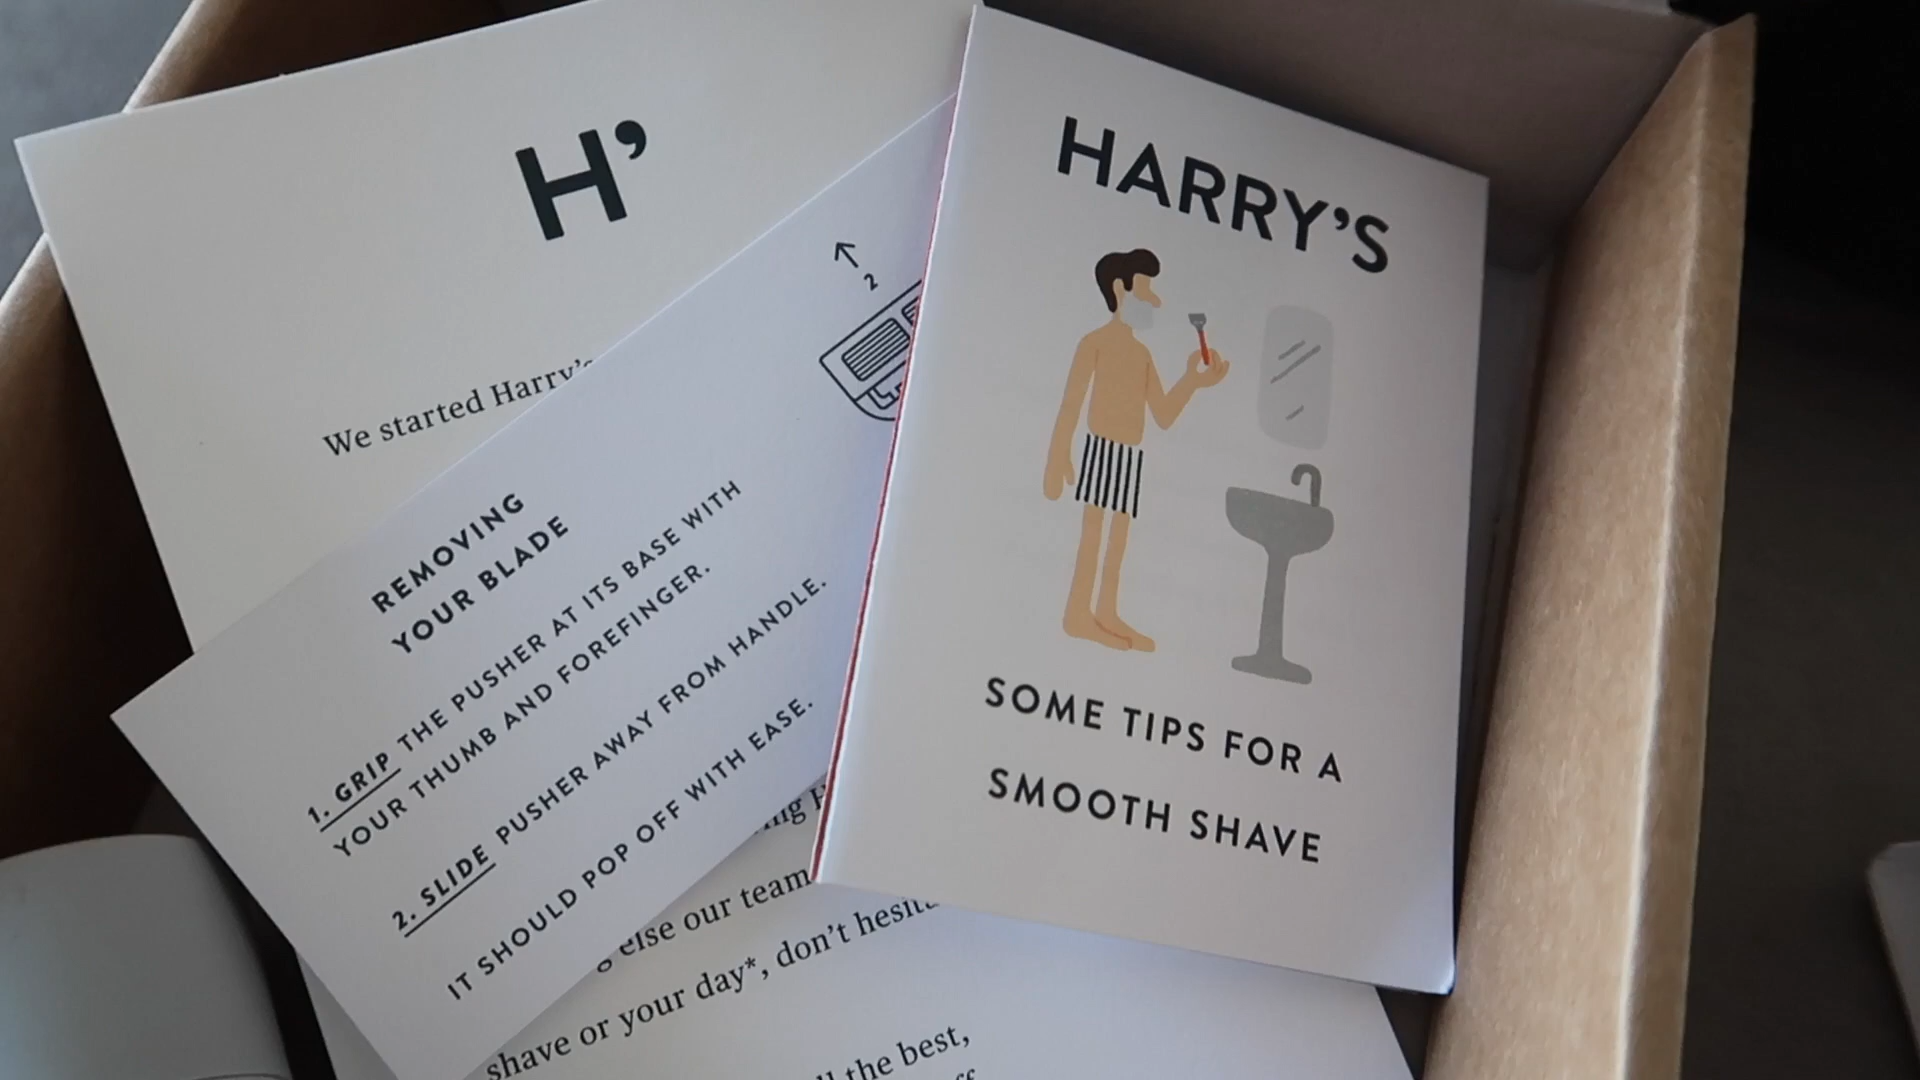 H'
We started Harry's
2
REMOVING
YOUR BLADE
1. GRIP THE PUSHER AT ITS BASE WITH
YOUR THUMB AND FOREFINGER.
2. SLIDE PUSHER AWAY FROM HANDLE.
IT SHOULD POP OFF WITH EASE.
else our team
shave or your day*, don't
the best,
HARRY'S
SOME TIPS FOR A
SMOOTH SHAVE